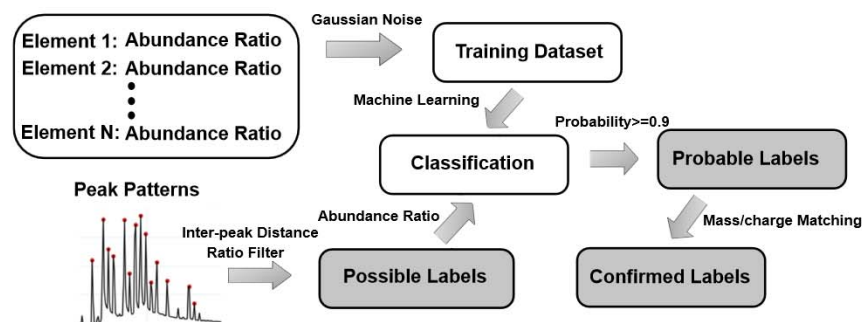 Element 1: Abundance Ratio
Element 2: Abundance Ratio
Element N: Abundance Ratio
Gaussian Noise
Training Dataset
Machine Learning
Classification
Probability>=0.9
Probable Labels
Peak Patterns
Inter-peak Distance
Ratio Filter
Abundance Ratio
Possible Labels
Mass/charge Matching
Confirmed Labels